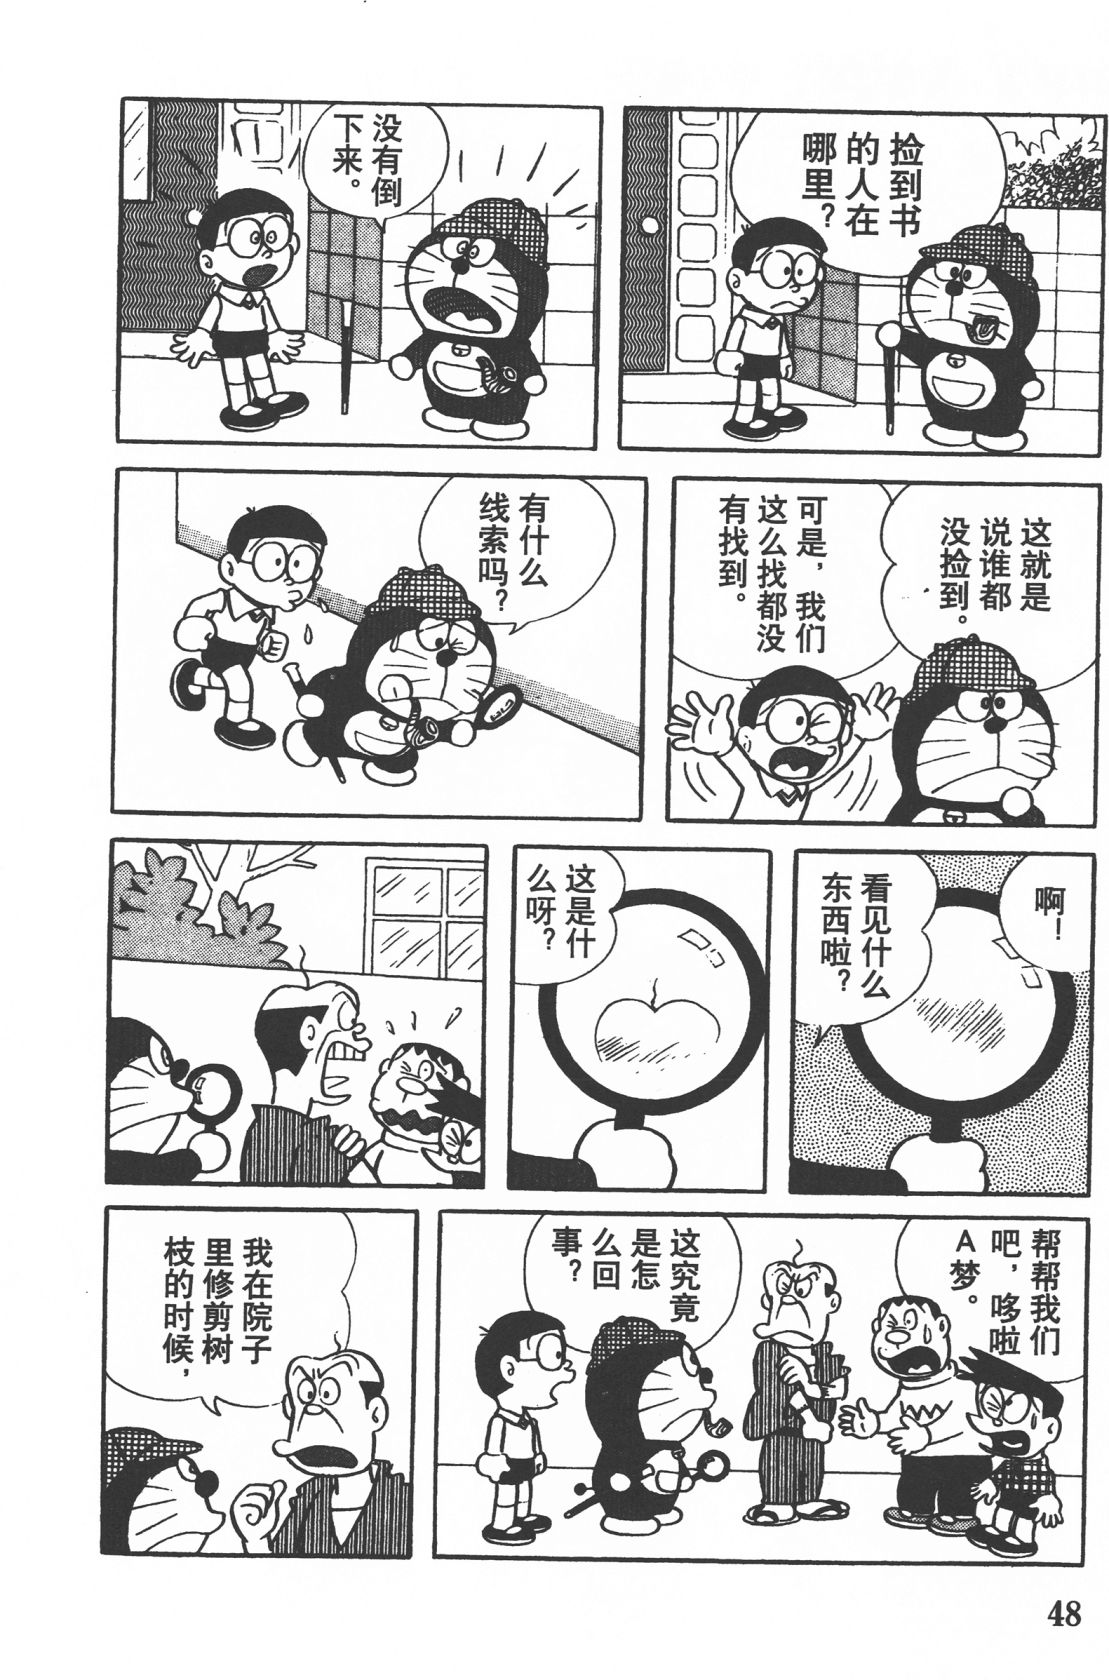 捡到书
的人在
哪里？
没有倒
下来。
这就是
说谁都
没捡到。
可是，我们
这么找都没
有找到。
有什么
线索吗？
啊！
看见什么
东西啦？
这是什
么呀？
帮帮我们
吧，哆啦
A梦。
这究竟
是怎
么回
事？
我在院子
里修剪树
枝的时候，
48